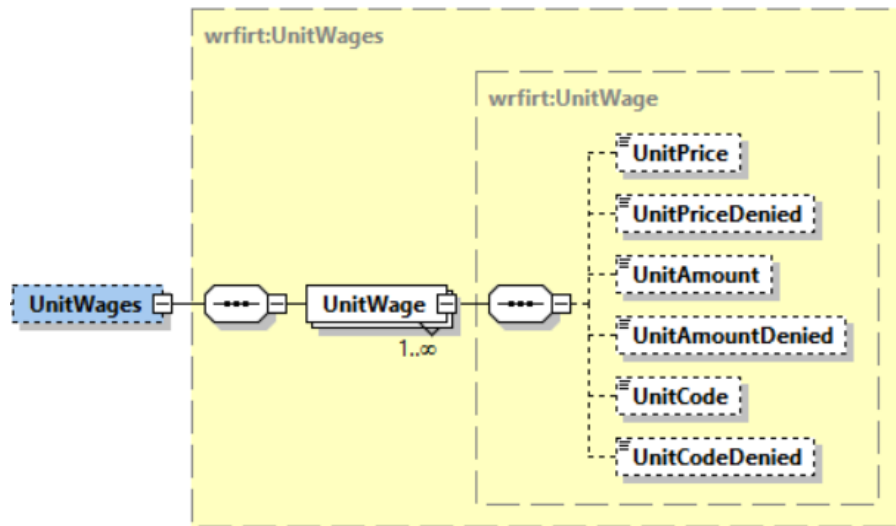 wrfirt:UnitWages
wrfirt:UnitWage
UnitPrice
UnitPriceDenied
UnitAmount
UnitWages
UnitWage
UnitAmountDenied
1..∞
UnitCode
UnitCodeDenied